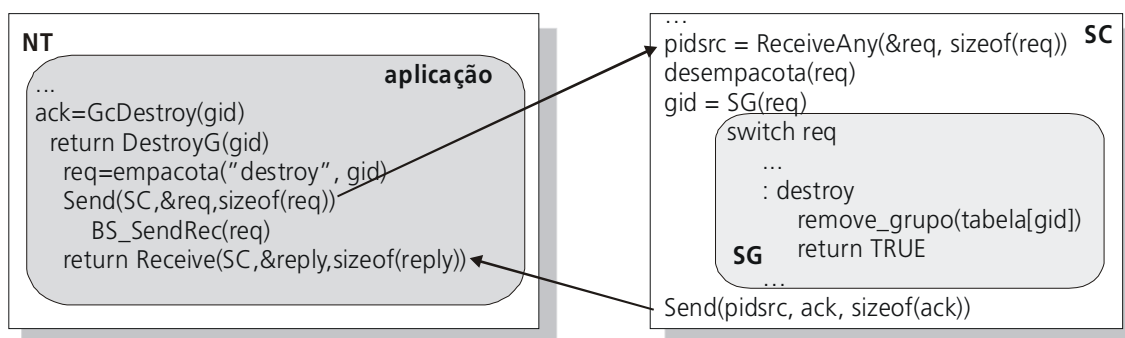 NT
aplicação
...
ack=GcDestroy(gid)
return DestroyG(gid)
req=empacota("destroy", gid)
Send(SC,&req,sizeof(req))
BS_SendRec(req)
return Receive(SC,&reply,sizeof(reply))
...
SC
pidsrc = ReceiveAny(&req, sizeof(req))
desempacota(req)
gid = SG(req)
switch req
...
: destroy
remove_grupo(tabela[gid])
return TRUE
SG
...
Send(pidsrc, ack, sizeof(ack))